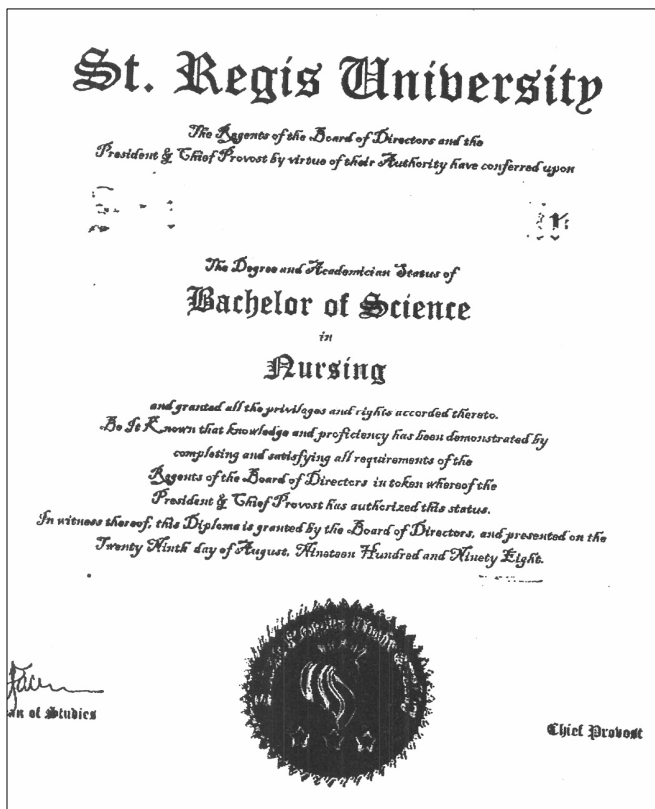 St. Regis University
The Regents of the Board of Directors and the
President & Chief Provost by virtue of their Authority have conferred upon
The Degree and Academician Status of
Bachelor of Science
in
Nursing
and granted all the privilages and rights accorded thereto.
Be It Known that knowledge and proficiency has been demonstrated by
completing and satisfying all requirements of the
Regents of the Board of Directors in token whereof the
President & Chief Provost has authorized this status.
In witness thereof, this Diploma is granted by the Board of Directors, and presented on the
Twenty Ninth day of August, Nineteen Hundred and Ninety Eight.
an of Studies
Chief Provost